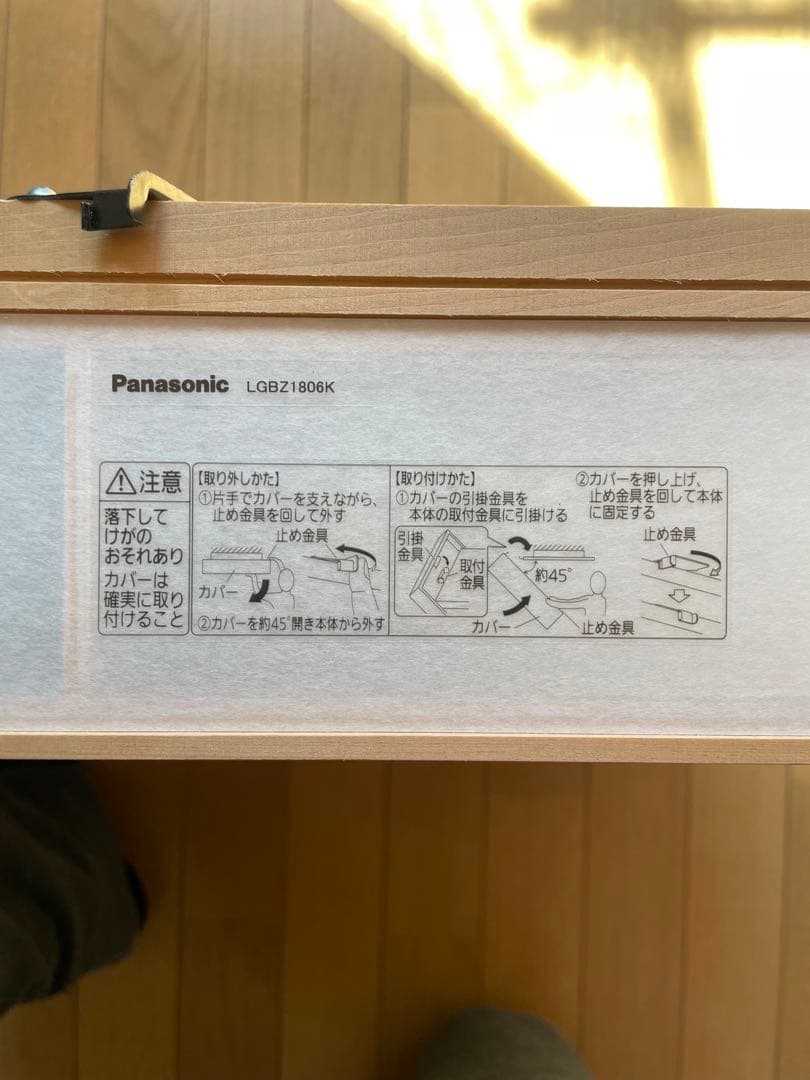 Panasonic LGBZ1806K
注意
落下して
けがの
おそれあり
カバーは
確実に取り
付けること
【取り外しかた】
①片手でカバーを支えながら、
止め金具を回して外す
止め金具
カバー
②カバーを約45°開き本体から外す
【取り付けかた】
①カバーの引掛金具を
本体の取付金具に引掛ける
引掛
金具
取付
金具
約45°
カバー
止め金具
②カバーを押し上げ、
止め金具を回して本体
に固定する
止め金具